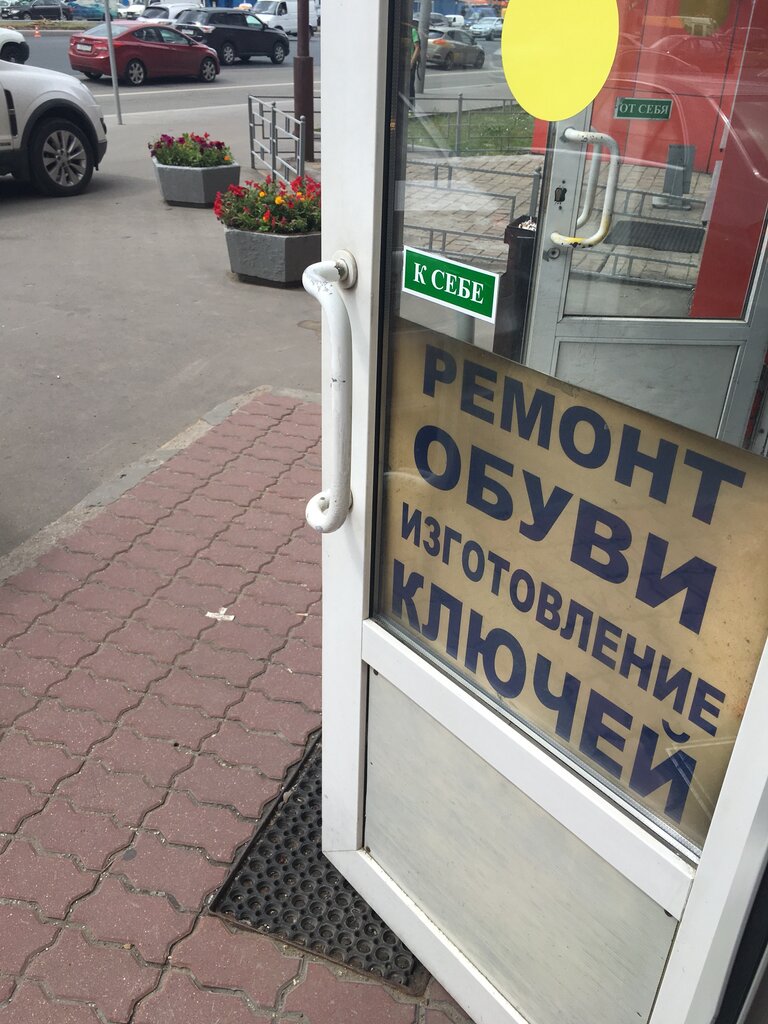 ОТ СЕБЯ
К СЕБЕ
РЕМОНТ
ОБУВИ
ИЗГОТОВЛЕНИЕ
КЛЮЧЕЙ